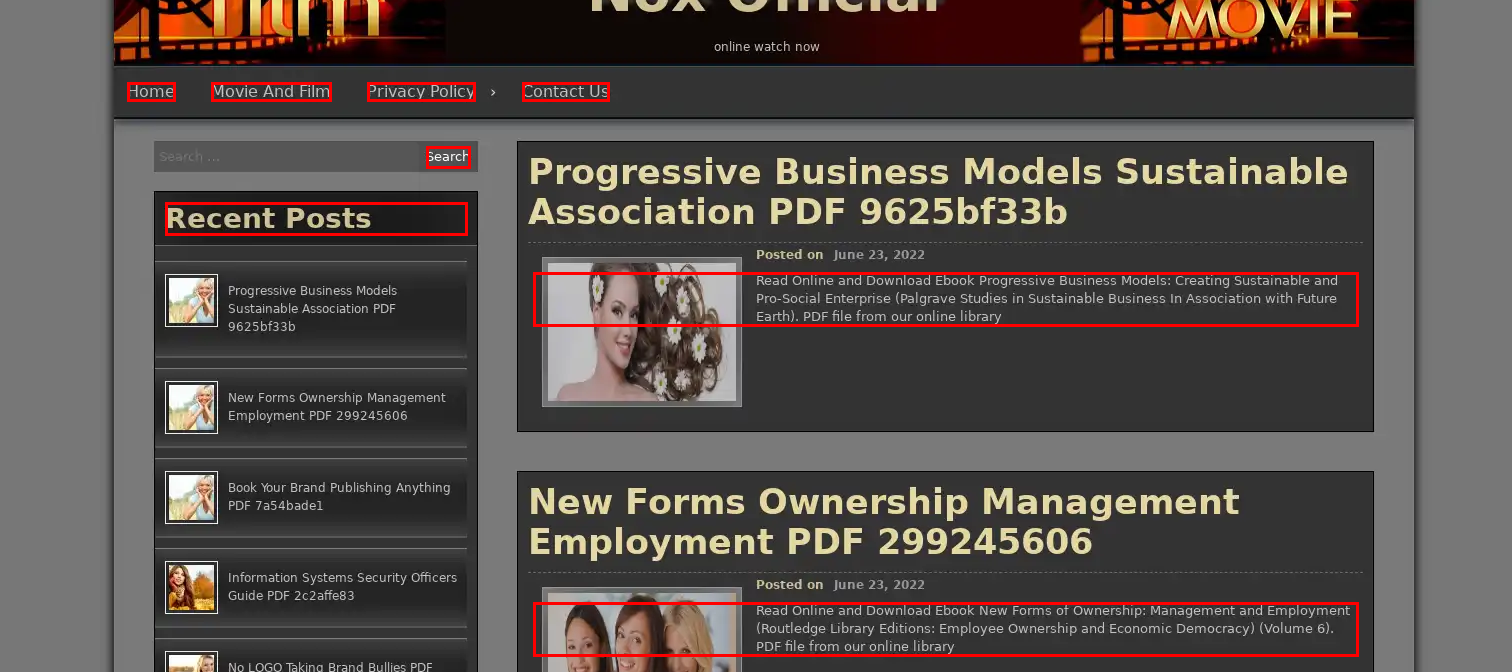 Film
Nox Official
MOVIE
online watch now
Home
Movie And Film
Privacy Policy ›
Contact Us
Search …
Search
Recent Posts
Progressive Business Models
Sustainable Association PDF
9625bf33b
New Forms Ownership Management
Employment PDF 299245606
Book Your Brand Publishing Anything
PDF 7a54bade1
Information Systems Security Officers
Guide PDF 2c2affe83
No LOGO Taking Brand Bullies PDF
Progressive Business Models Sustainable
Association PDF 9625bf33b
Posted on June 23, 2022
Read Online and Download Ebook Progressive Business Models: Creating Sustainable and
Pro-Social Enterprise (Palgrave Studies in Sustainable Business In Association with Future
Earth). PDF file from our online library
New Forms Ownership Management
Employment PDF 299245606
Posted on June 23, 2022
Read Online and Download Ebook New Forms of Ownership: Management and Employment
(Routledge Library Editions: Employee Ownership and Economic Democracy) (Volume 6).
PDF file from our online library